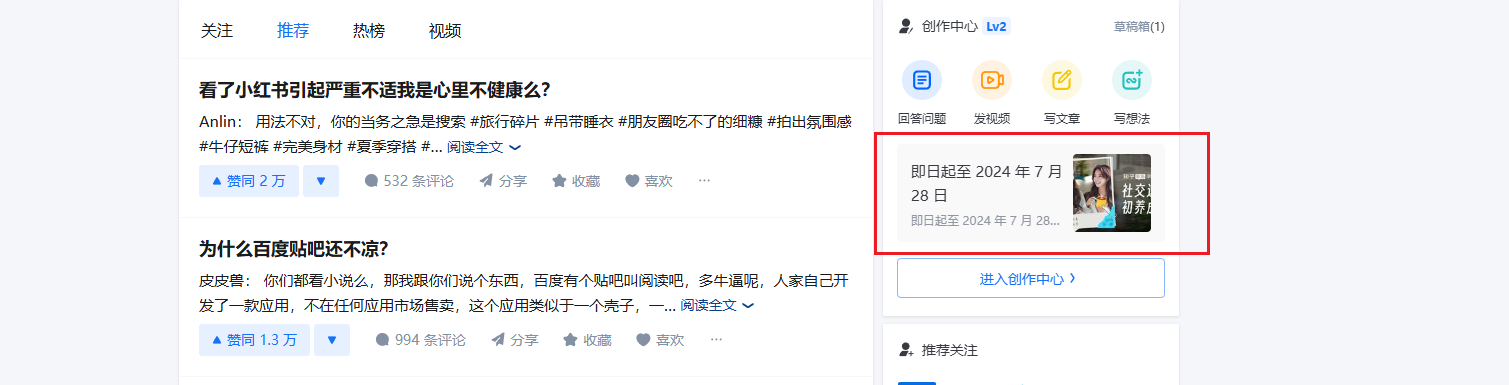 关注 推荐 热榜 视频
看了小红书引起严重不适我是心里不健康么?
Anlin： 用法不对，你的当务之急是搜索 #旅行碎片 #吊带睡衣 #朋友圈吃不了的细糠 #拍出氛围感
#牛仔短裤 #完美身材 #夏季穿搭 #... 阅读全文
赞同 2 万 532 条评论 分享 收藏 喜欢 ···
为什么百度贴吧还不凉?
皮皮兽： 你们都看小说么，那我跟你们说个东西，百度有个贴吧叫阅读吧，多牛逼呢，人家自己开
发了一款应用，不在任何应用市场售卖，这个应用类似于一个壳子，一... 阅读全文
赞同 1.3 万 994 条评论 分享 收藏 喜欢 ···
创作中心 Lv2 草稿箱(1)
回答问题 发视频 写文章 写想法
即日起至 2024 年 7 月
28 日
即日起至 2024 年 7 月 28...
社交
初养
进入创作中心
推荐关注